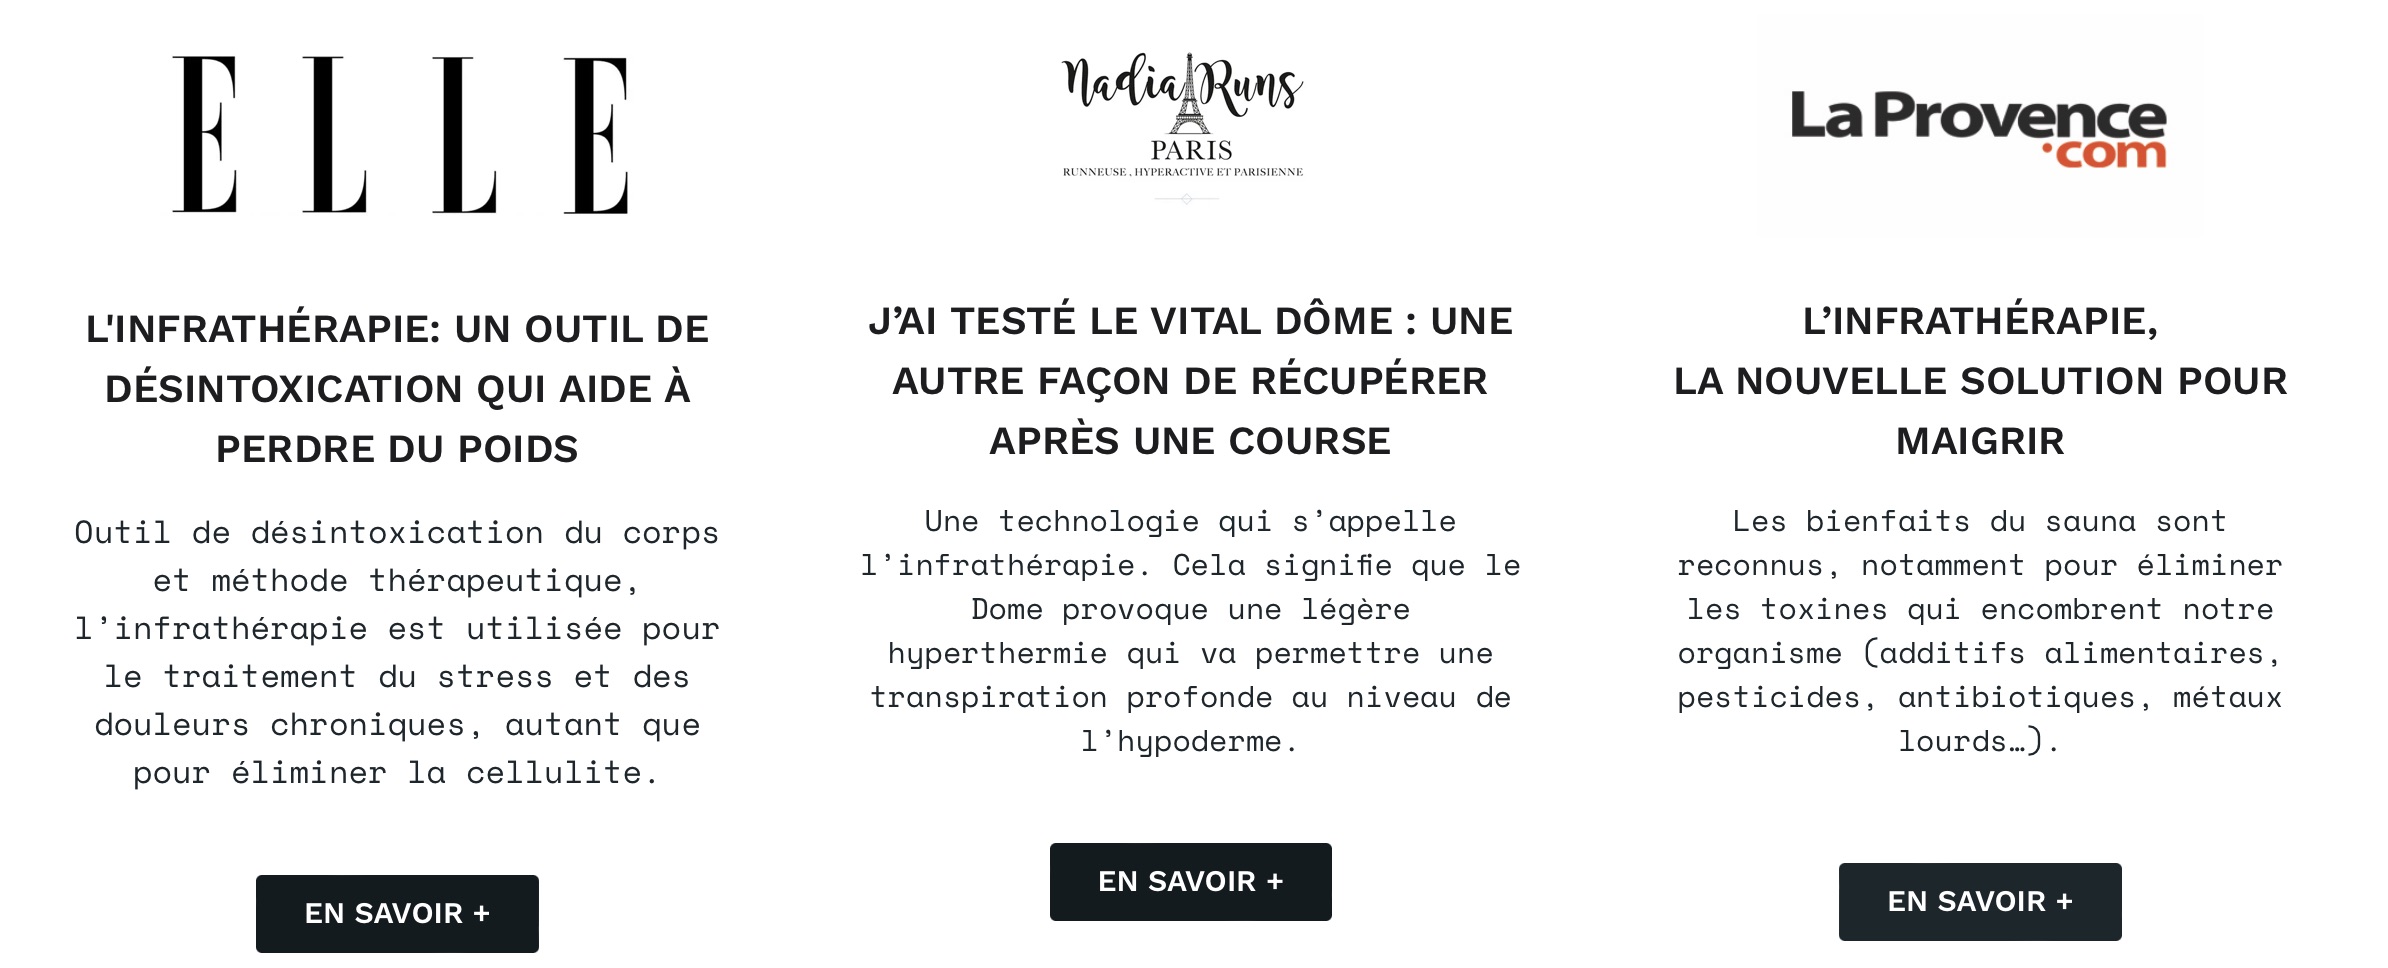 ELLE
L'INFRATHÉRAPIE: UN OUTIL DE
DÉSINTOXICATION QUI AIDE À
PERDRE DU POIDS
Outil de désintoxication du corps
et méthode thérapeutique,
l’infrathérapie est utilisée pour
le traitement du stress et des
douleurs chroniques, autant que
pour éliminer la cellulite.
EN SAVOIR +
Nadia Runs
PARIS
RUNNEUSE , HYPERACTIVE ET PARISIENNE
J’AI TESTÉ LE VITAL DÔME : UNE
AUTRE FAÇON DE RÉCUPÉRER
APRÈS UNE COURSE
Une technologie qui s’appelle
l’infrathérapie. Cela signifie que le
Dome provoque une légère
hyperthermie qui va permettre une
transpiration profonde au niveau de
l’hypoderme.
EN SAVOIR +
La Provence
.com
L’INFRATHÉRAPIE,
LA NOUVELLE SOLUTION POUR
MAIGRIR
Les bienfaits du sauna sont
reconnus, notamment pour éliminer
les toxines qui encombrent notre
organisme (additifs alimentaires,
pesticides, antibiotiques, métaux
lourds…).
EN SAVOIR +